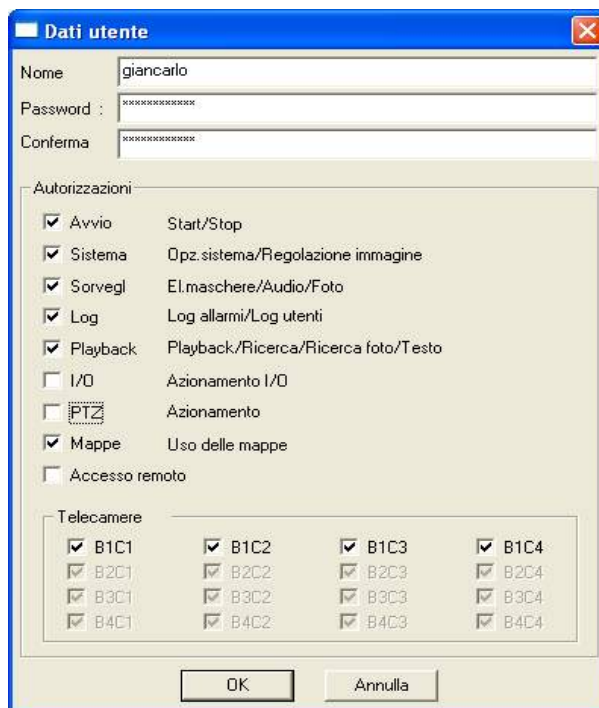 Dati utente
Nome giancarlo
Password : ************
Conferma ************
Autorizzazioni
Avvio Start/Stop
Sistema Opz.sistema/Regolazione immagine
Sorvegl El.maschere/Audio/Foto
Log Log allarmi/Log utenti
Playback Playback/Ricerca/Ricerca foto/Testo
I/O Azionamento I/O
PTZ Azionamento
Mappe Uso delle mappe
Accesso remoto
Telecamere
B1C1 B1C2 B1C3 B1C4
B2C1 B2C2 B2C3 B2C4
B3C1 B3C2 B3C3 B3C4
B4C1 B4C2 B4C3 B4C4
OK Annulla